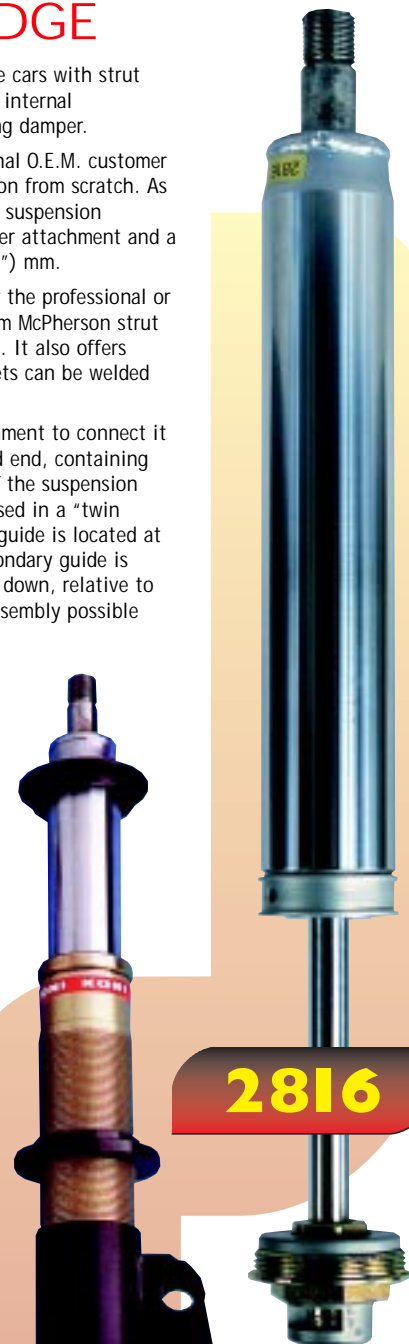 DGE
e cars with strut
internal
ng damper.
nal O.E.M. customer
on from scratch. As
suspension
er attachment and a
") mm.
the professional or
m McPherson strut
. It also offers
ets can be welded
ment to connect it
d end, containing
the suspension
sed in a “twin
guide is located at
ondary guide is
down, relative to
sembly possible
KONI
2816